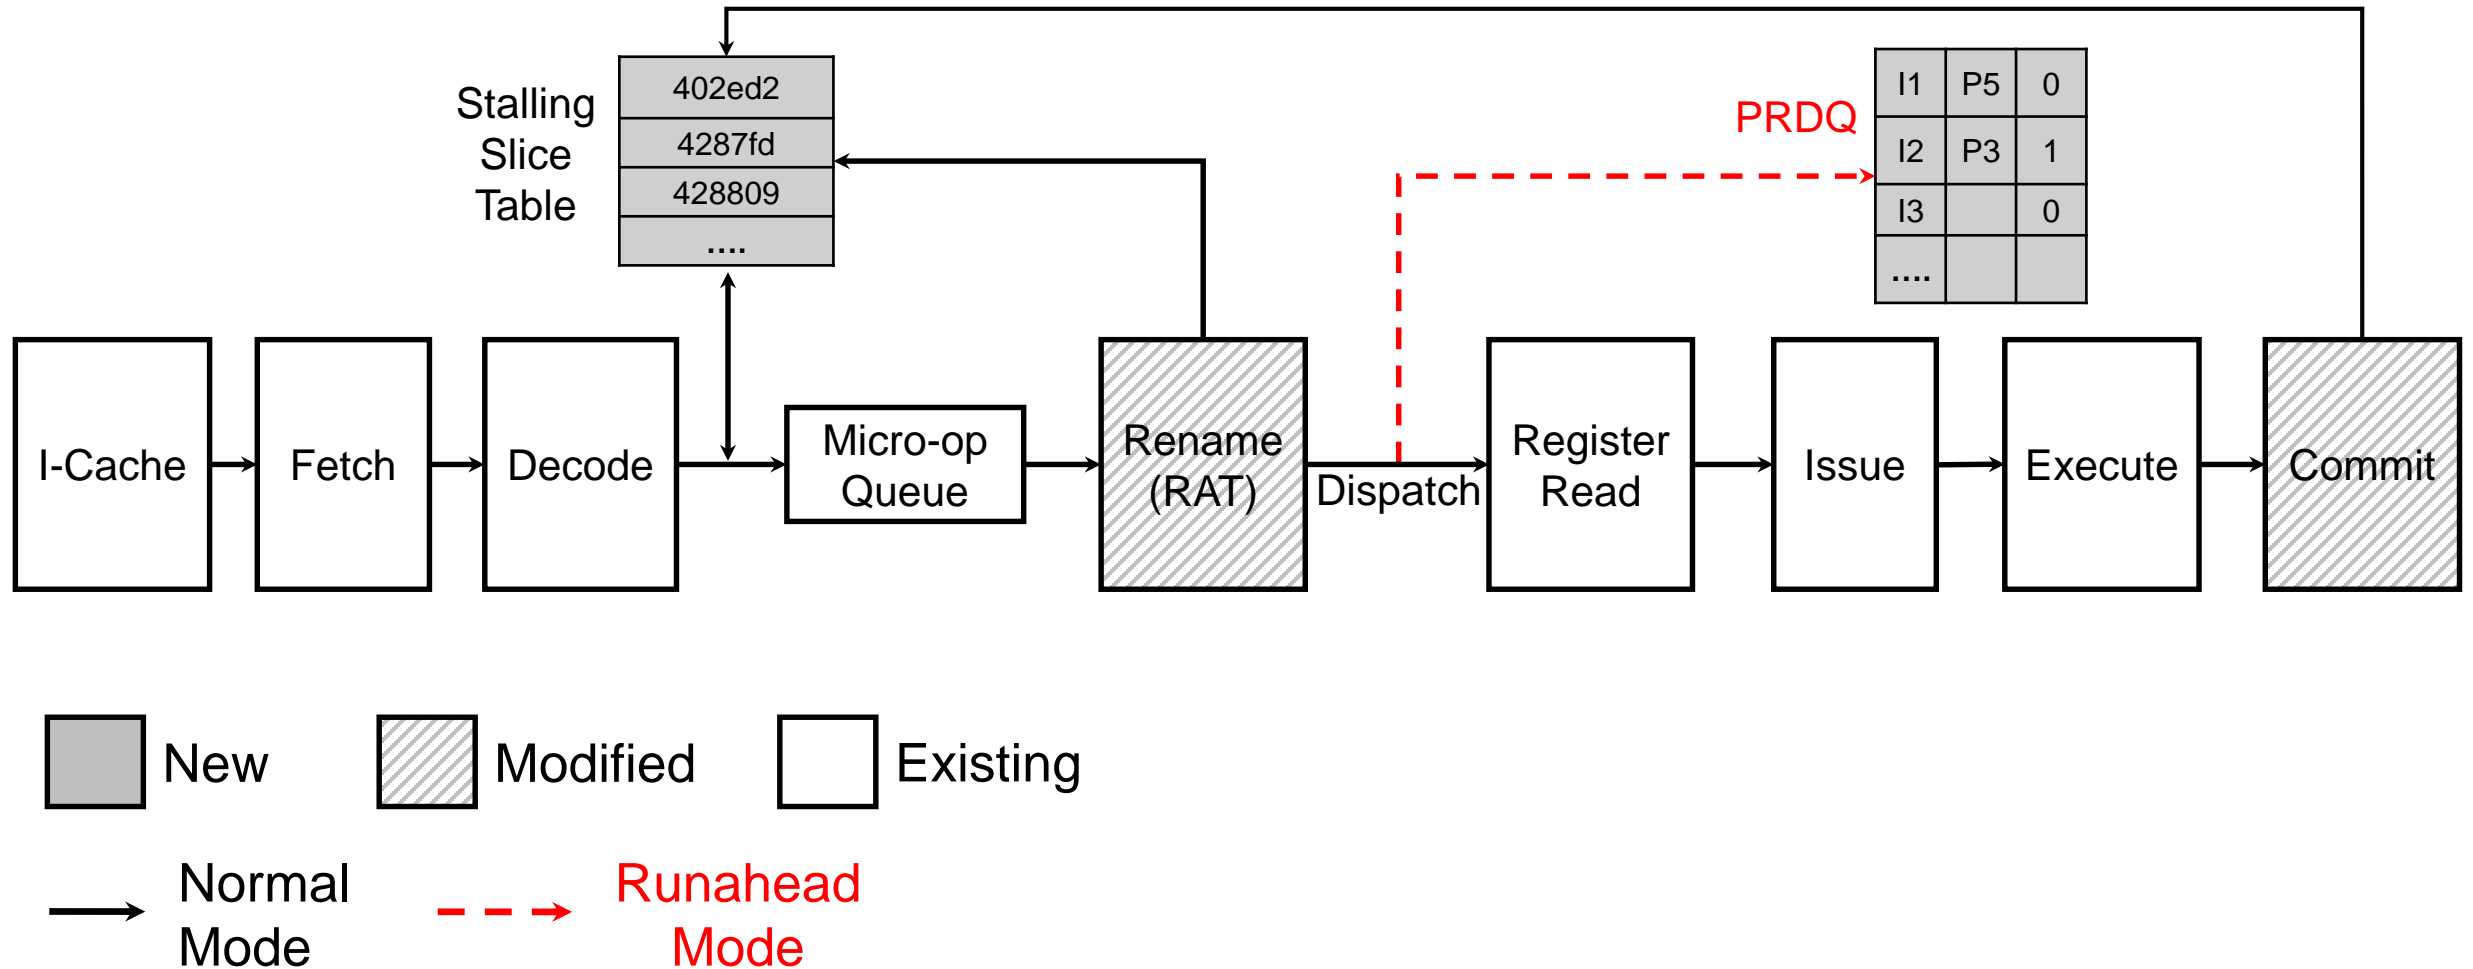 Stalling
Slice
Table
402ed2
4287fd
428809
....
PRDQ
I1 P5 0
I2 P3 1
I3 0
....
I-Cache
Fetch
Decode
Micro-op
Queue
Rename
(RAT)
Dispatch
Register
Read
Issue
Execute
Commit
New
Modified
Existing
Normal
Mode
Runahead
Mode